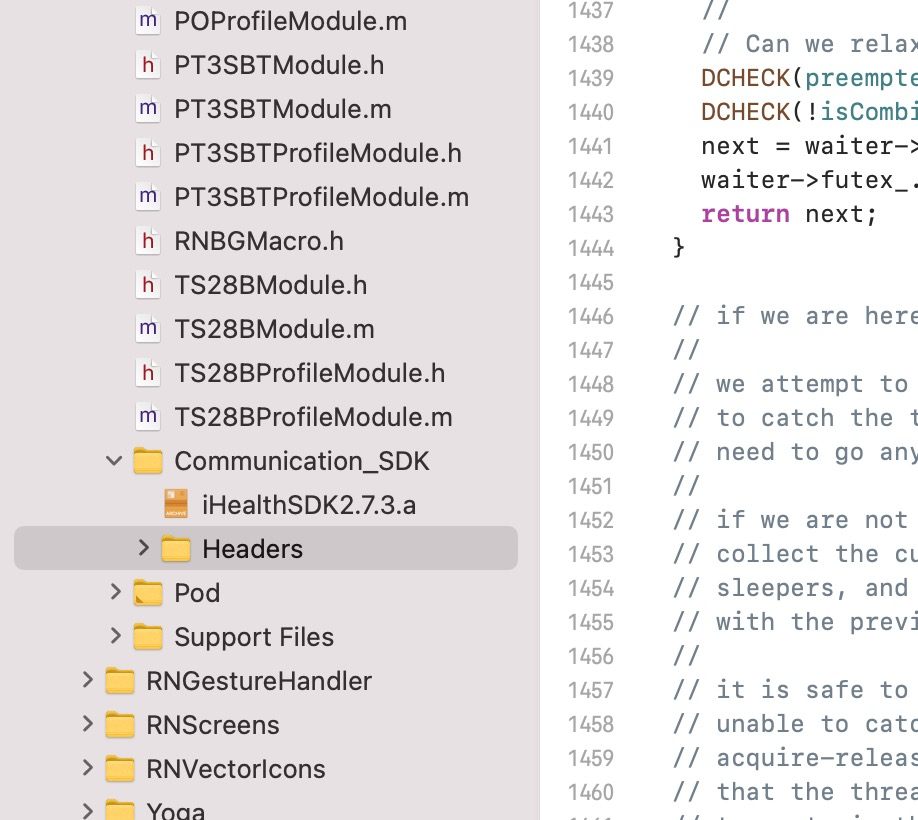 POProfileModule.m
PT3SBTModule.h
PT3SBTModule.m
PT3SBTProfileModule.h
PT3SBTProfileModule.m
RNBGMacro.h
TS28BModule.h
TS28BModule.m
TS28BProfileModule.h
TS28BProfileModule.m
Communication_SDK
iHealthSDK2.7.3.a
Headers
Pod
Support Files
RNGestureHandler
RNScreens
RNVectorIcons
Yoga
1437 //
1438 // Can we relax
1439 DCHECK(preempte
1440 DCHECK(!isCombi
1441 next = waiter->
1442 waiter->futex_.
1443 return next;
1444 }
1445
1446 // if we are here
1447 //
1448 // we attempt to
1449 // to catch the t
1450 // need to go any
1451 //
1452 // if we are not
1453 // collect the cu
1454 // sleepers, and
1455 // with the previ
1456 //
1457 // it is safe to
1458 // unable to catc
1459 // acquire-releas
1460 // that the threa